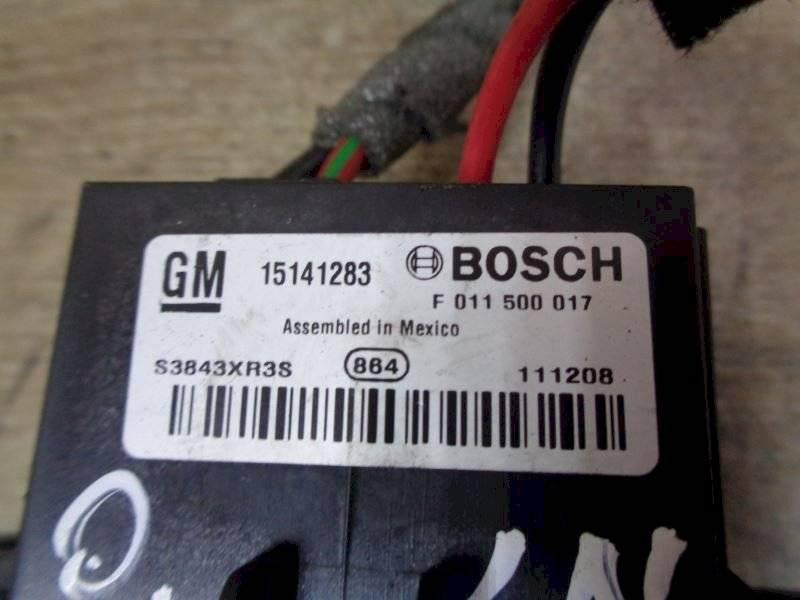 GM 15141283 BOSCH
F 011 500 017
Assembled in Mexico
S3843XR3S 864 111208